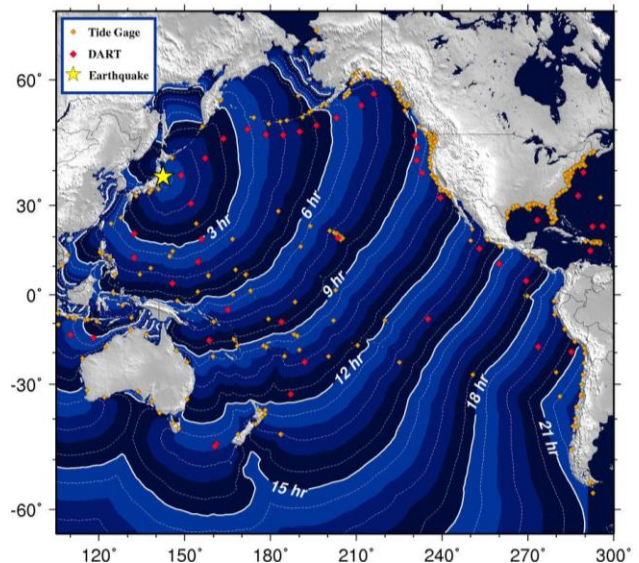 Tide Gage
DART
Earthquake
60°
30°
0°
-30°
-60°
3 hr
6 hr
9 hr
12 hr
15 hr
18 hr
21 hr
120°
150°
180°
210°
240°
270°
300°